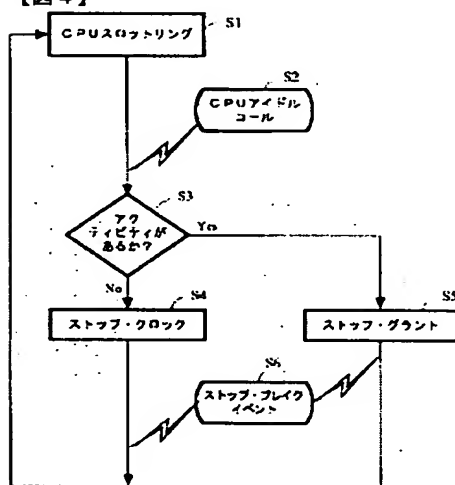 【図4】
S1
CPUスロットリング
S2
CPUアイドル
コール
S3
アク
ティビティが
あるか?
Yes
No
S4
ストップ・クロック
S5
ストップ・グラント
S6
ストップ・ブレイク
イベント